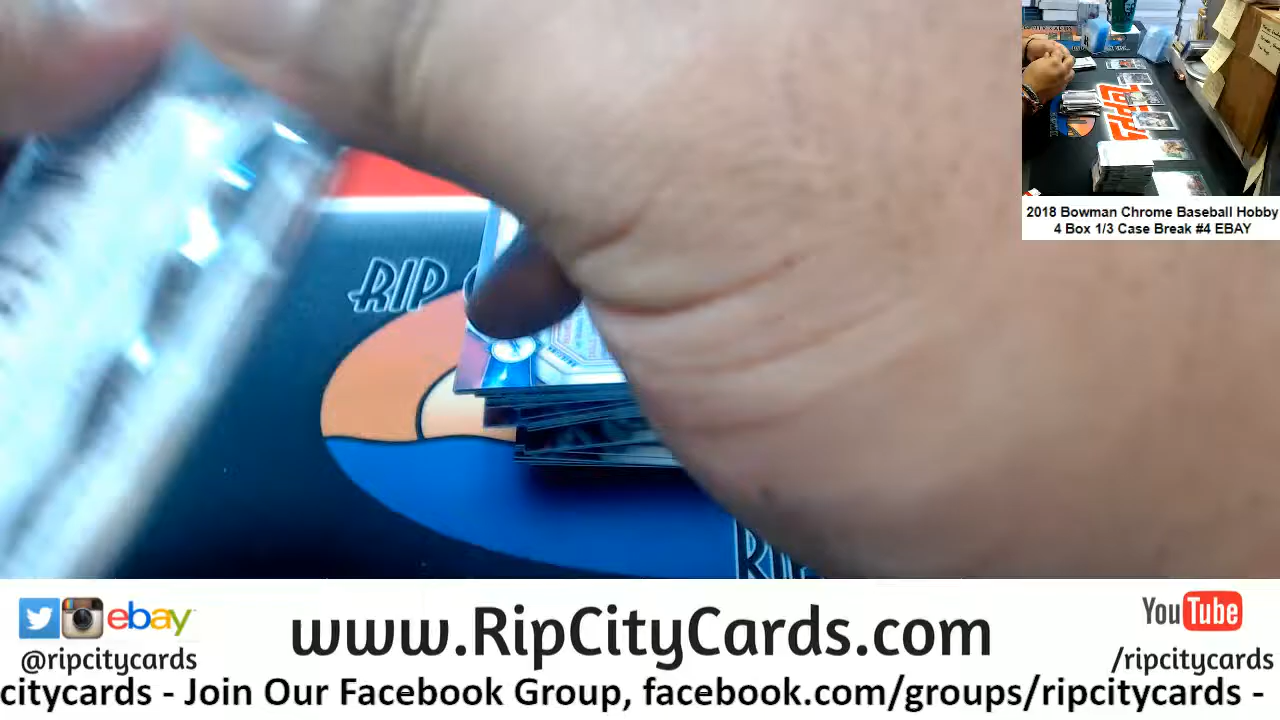 RIP
RIP
2018 Bowman Chrome Baseball Hobby
4 Box 1/3 Case Break #4 EBAY
ebay
@ripcitycards
www.RipCityCards.com
YouTube
/ripcitycards
citycards - Join Our Facebook Group, facebook.com/groups/ripcitycards -